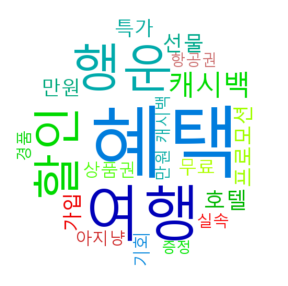 특가
선물
항공권
행운
만원
캐시백
혜택
할인
경품
상품권
만원 캐시백
무료
프로모션
여행
호텔
가입
실속
아지냥
기회
증정